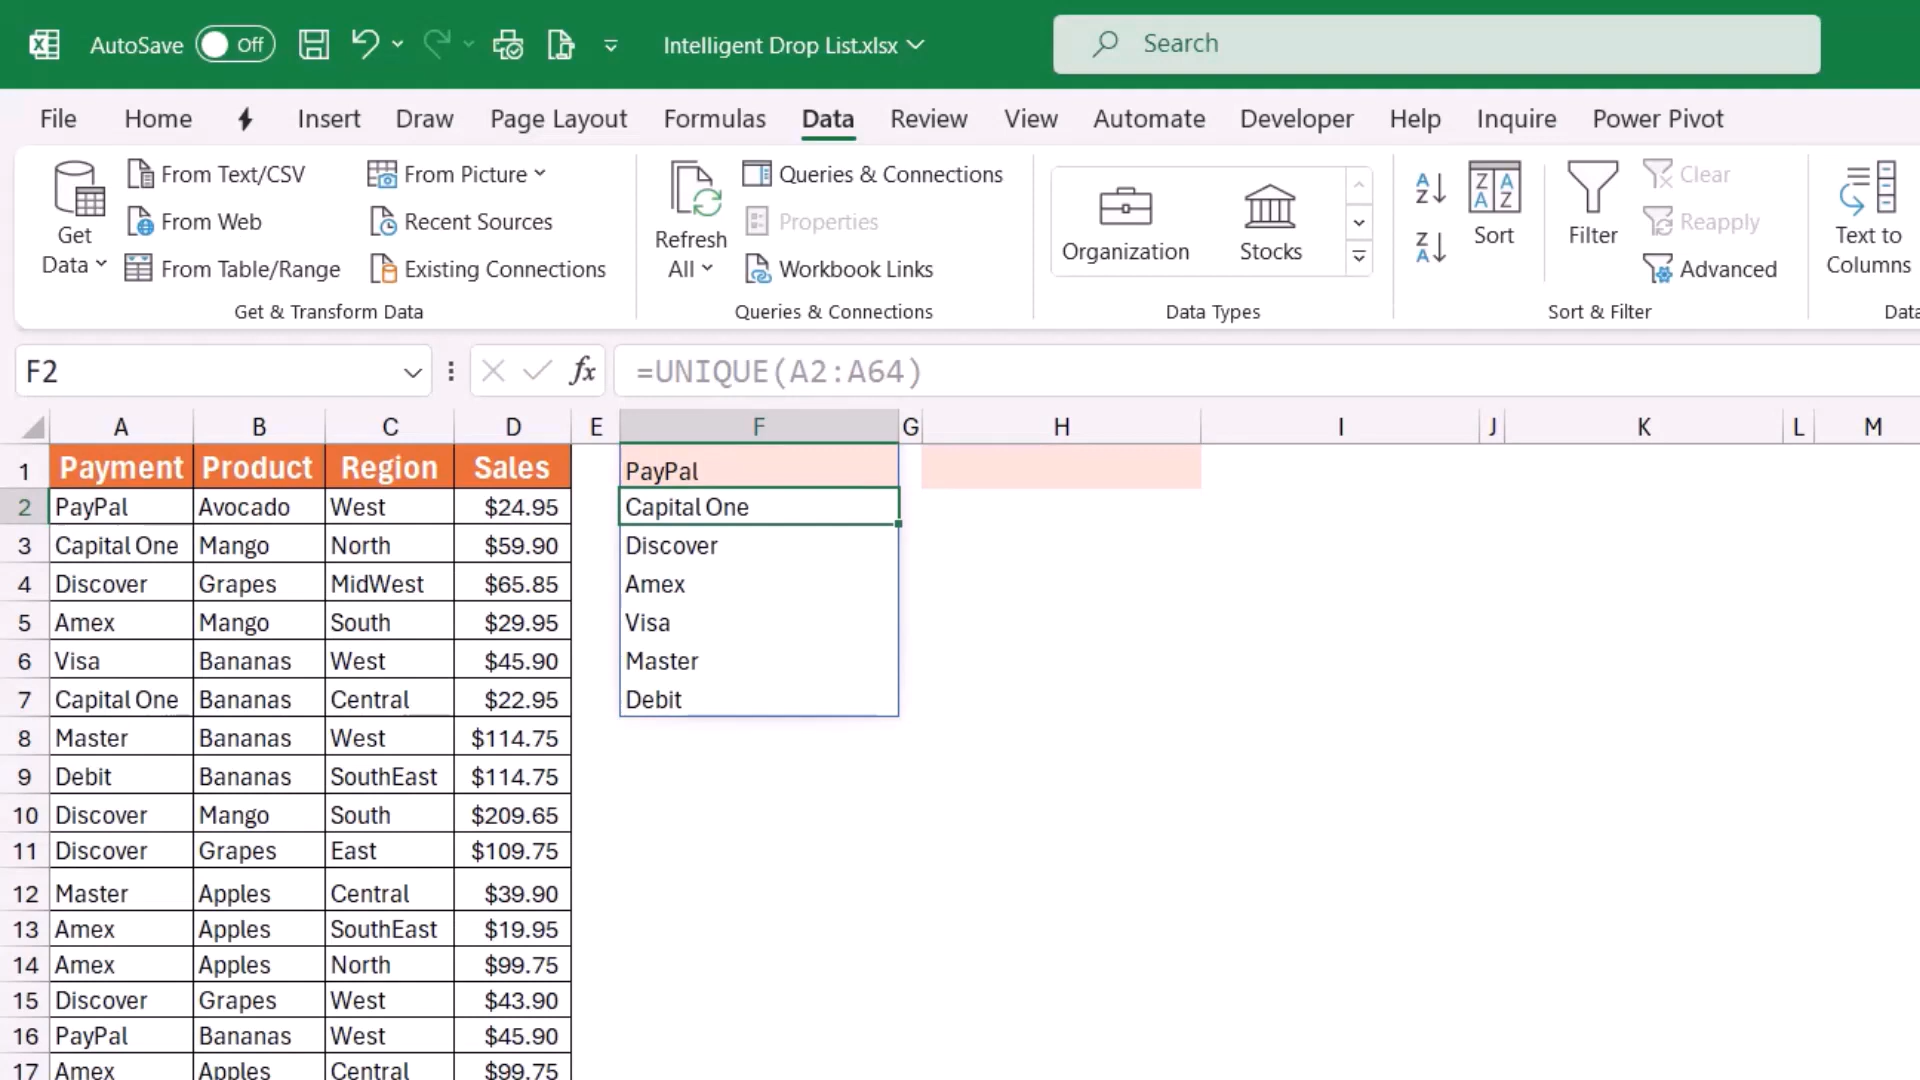 AutoSave Off Intelligent Drop List.xlsx Search
File Home Insert Draw Page Layout Formulas Data Review View Automate Developer Help Inquire Power Pivot
Get Data
From Text/CSV
From Web
From Table/Range
From Picture
Recent Sources
Existing Connections
Get & Transform Data
Refresh All
Queries & Connections
Properties
Workbook Links
Queries & Connections
Organization
Stocks
Data Types
Sort
Filter
Clear
Reapply
Advanced
Sort & Filter
Text to
Columns
F2 fx =UNIQUE(A2:A64)
A B C D E F G H I J K L M
1 Payment Product Region Sales PayPal
2 PayPal Avocado West $24.95 Capital One
3 Capital One Mango North $59.90 Discover
4 Discover Grapes MidWest $65.85 Amex
5 Amex Mango South $29.95 Visa
6 Visa Bananas West $45.90 Master
7 Capital One Bananas Central $22.95 Debit
8 Master Bananas West $114.75
9 Debit Bananas SouthEast $114.75
10 Discover Mango South $209.65
11 Discover Grapes East $109.75
12 Master Apples Central $39.90
13 Amex Apples SouthEast $19.95
14 Amex Apples North $99.75
15 Discover Grapes West $43.90
16 PayPal Bananas West $45.90
17 Amex Apples Central $99.75